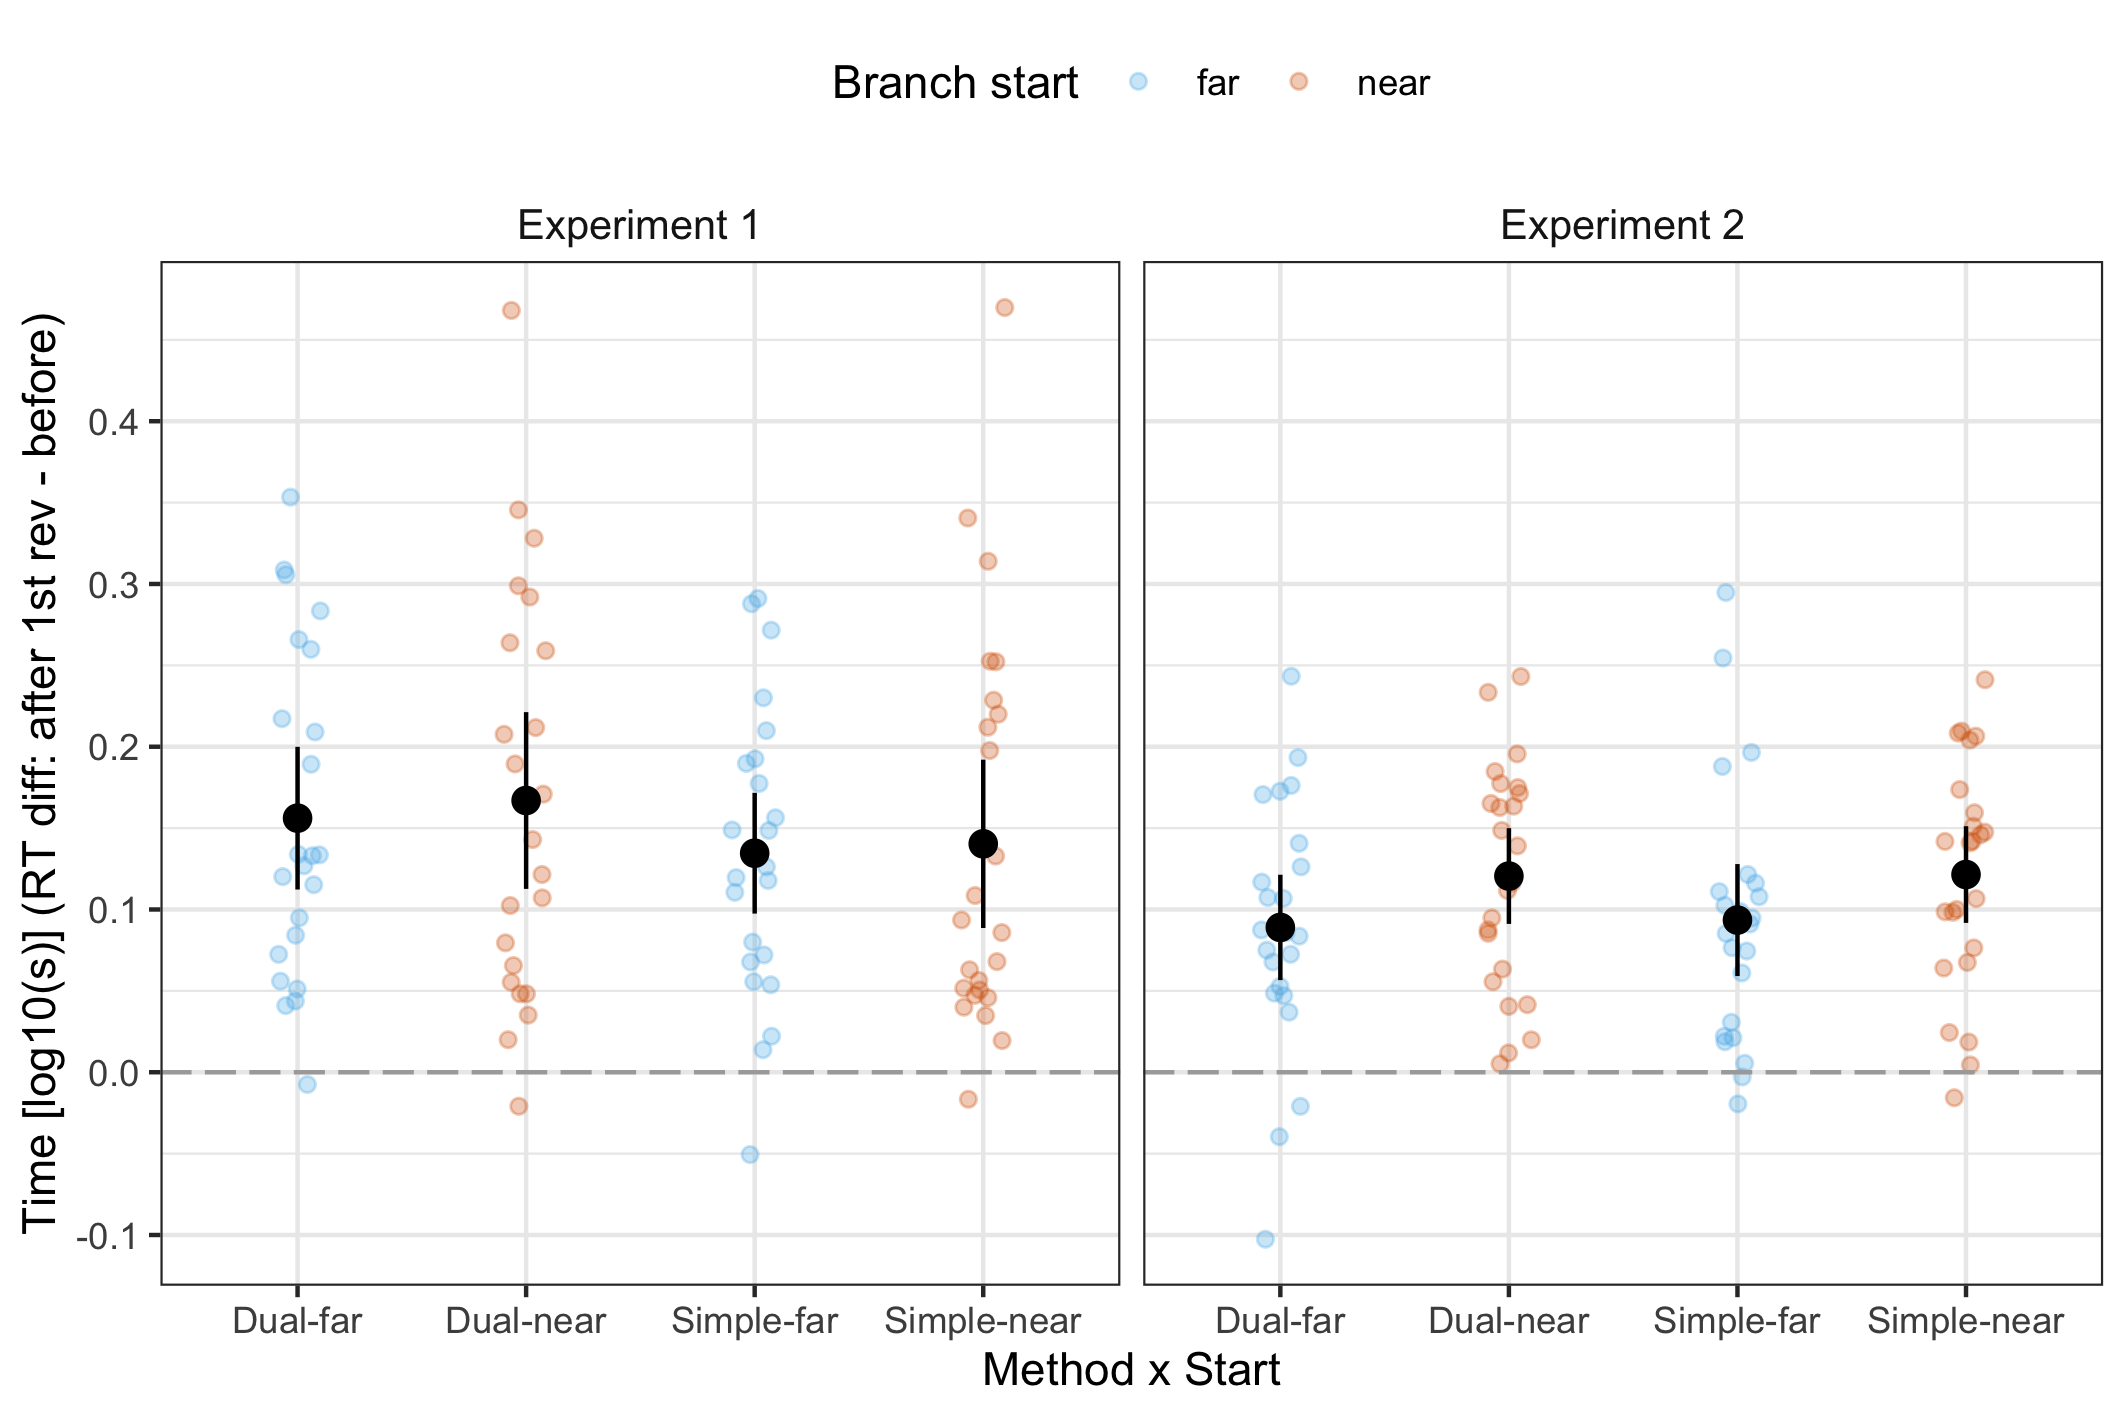 Branch start far near
Experiment 1 Experiment 2
Time [log10(s)] (RT diff: after 1st rev - before)
0.4
0.3
0.2
0.1
0.0
-0.1
Dual-far Dual-near Simple-far Simple-near Dual-far Dual-near Simple-far Simple-near
Method x Start